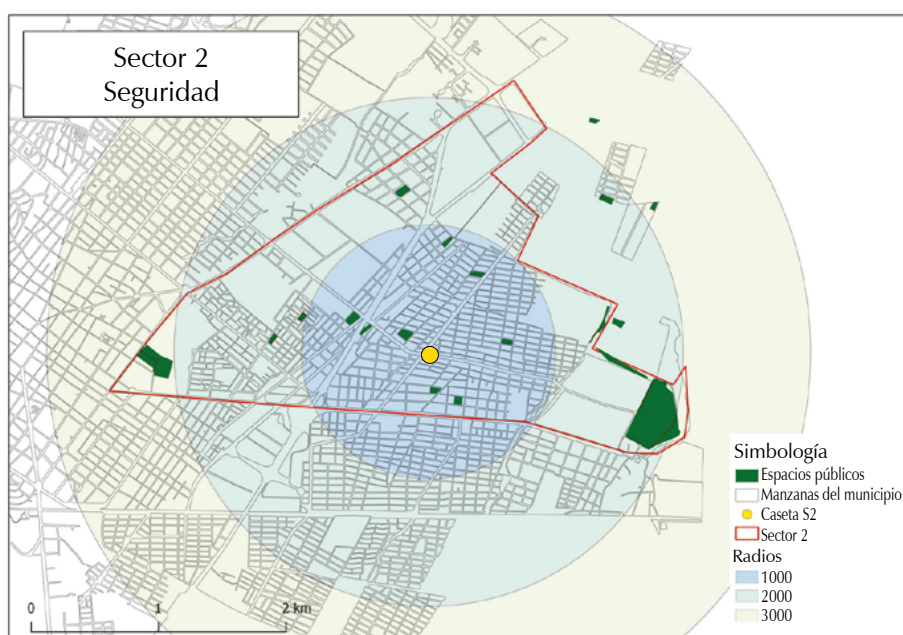 Sector 2
Seguridad
Simbología
Espacios públicos
Manzanas del municipio
Caseta S2
Sector 2
Radios
1000
2000
3000
0 1 2 km